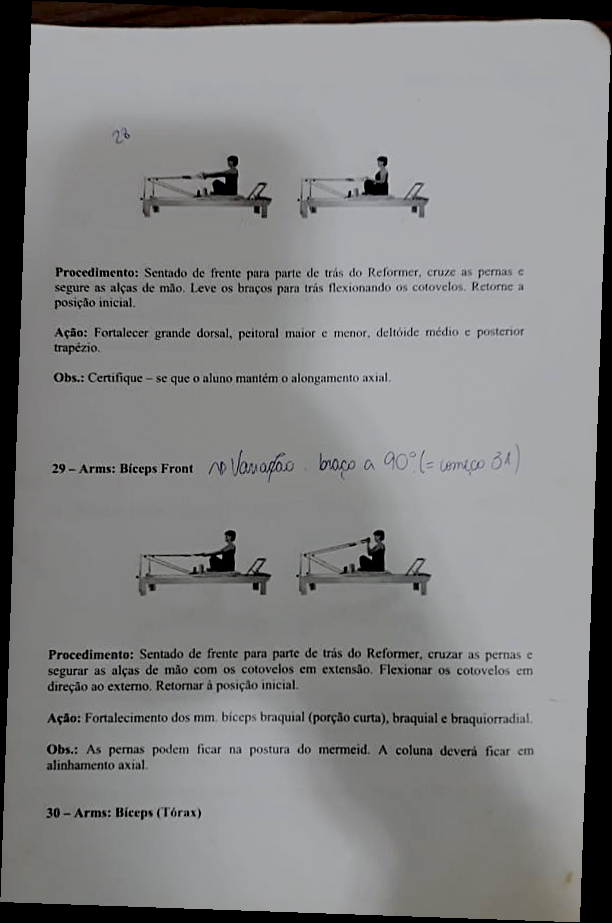 28
Procedimento: Sentado de frente para parte de trás do Reformer, cruze as pernas e
segure as alças de mão. Leve os braços para trás flexionando os cotovelos. Retorne a
posição inicial.
Ação: Fortalecer grande dorsal, peitoral maior e menor, deltóide médio e posterior
trapézio.
Obs.: Certifique – se que o aluno mantém o alongamento axial.
29 – Arms: Bíceps Front Variação. braço a 90° (= começo 31)
Procedimento: Sentado de frente para parte de trás do Reformer, cruzar as pernas e
segurar as alças de mão com os cotovelos em extensão. Flexionar os cotovelos em
direção ao externo. Retornar à posição inicial.
Ação: Fortalecimento dos mm. bíceps braquial (porção curta), braquial e braquiorradial.
Obs.: As pernas podem ficar na postura do mermeid. A coluna deverá ficar em
alinhamento axial.
30 – Arms: Bíceps (Tórax)